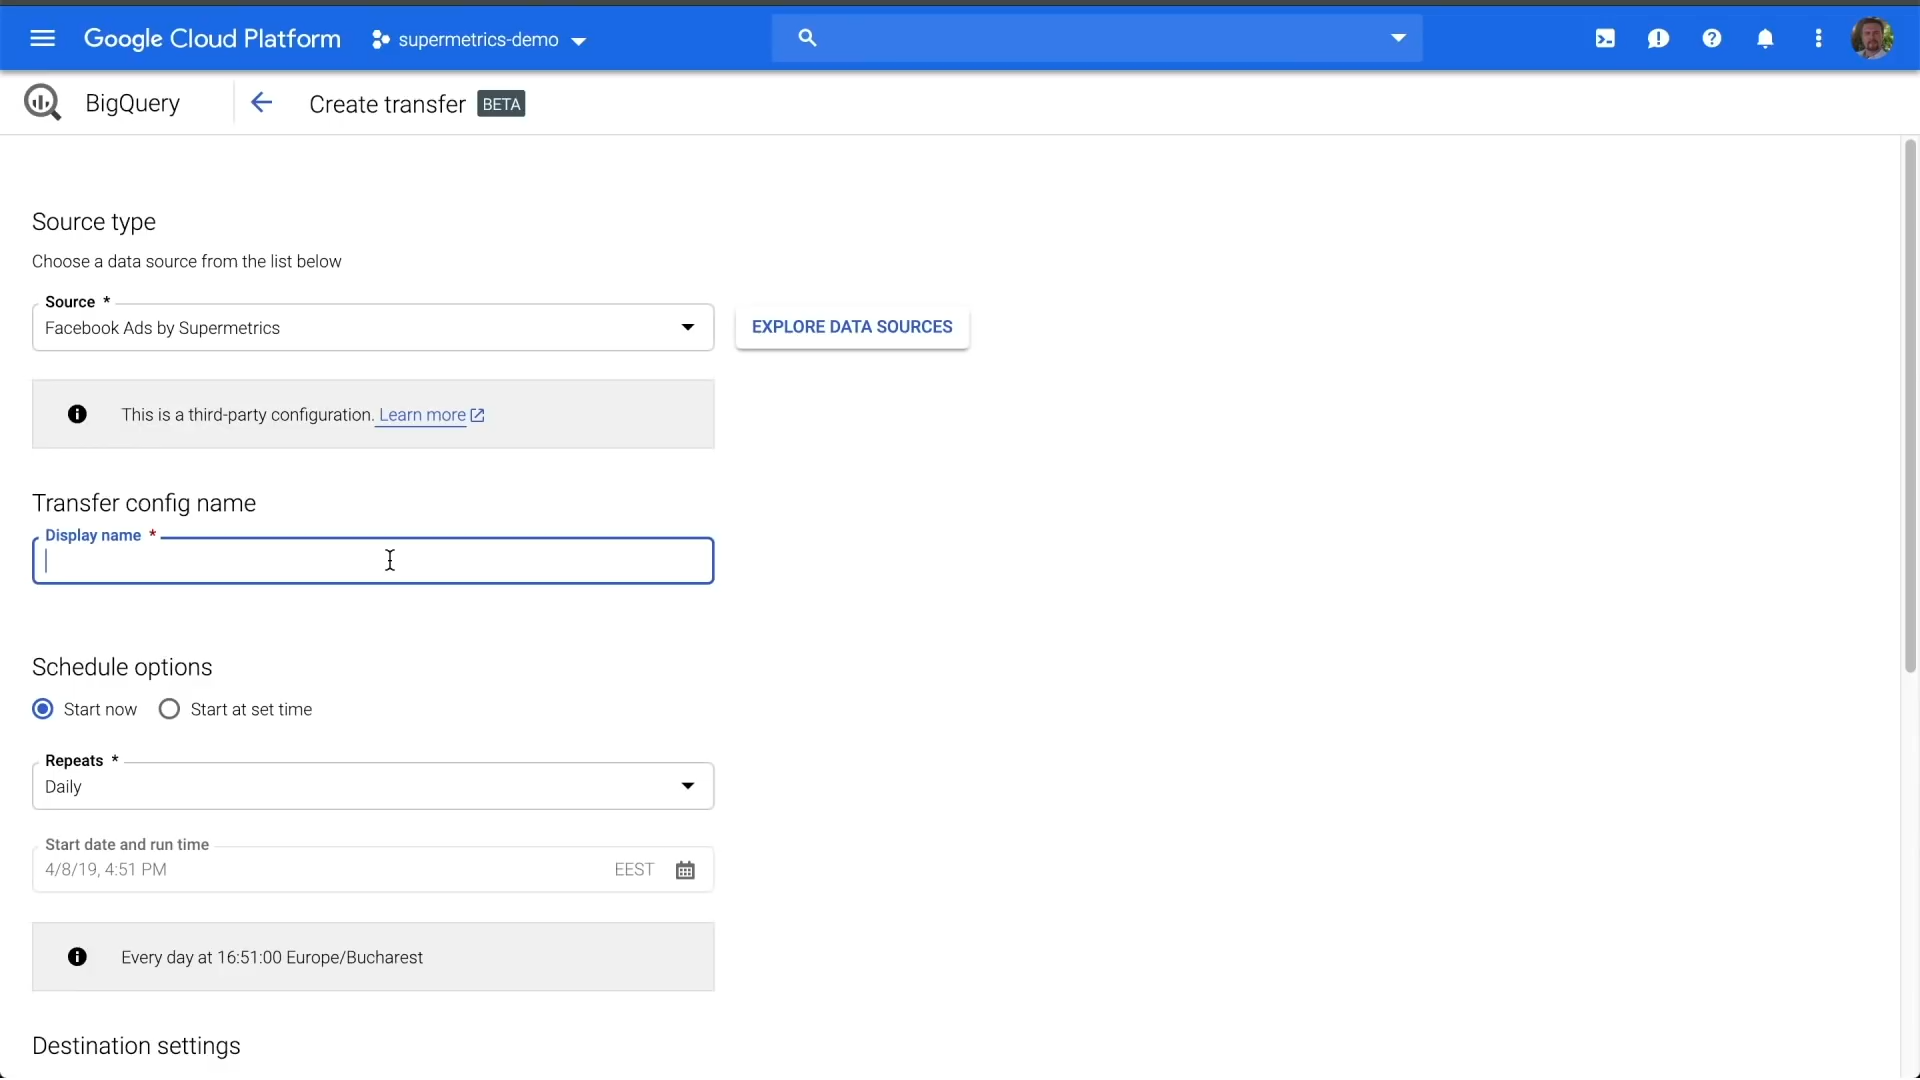 Google Cloud Platform
supermetrics-demo
BigQuery
Create transfer BETA
Source type
Choose a data source from the list below
Source *
Facebook Ads by Supermetrics
EXPLORE DATA SOURCES
This is a third-party configuration. Learn more
Transfer config name
Display name *
Schedule options
Start now
Start at set time
Repeats *
Daily
Start date and run time
4/8/19, 4:51 PM
EEST
Every day at 16:51:00 Europe/Bucharest
Destination settings